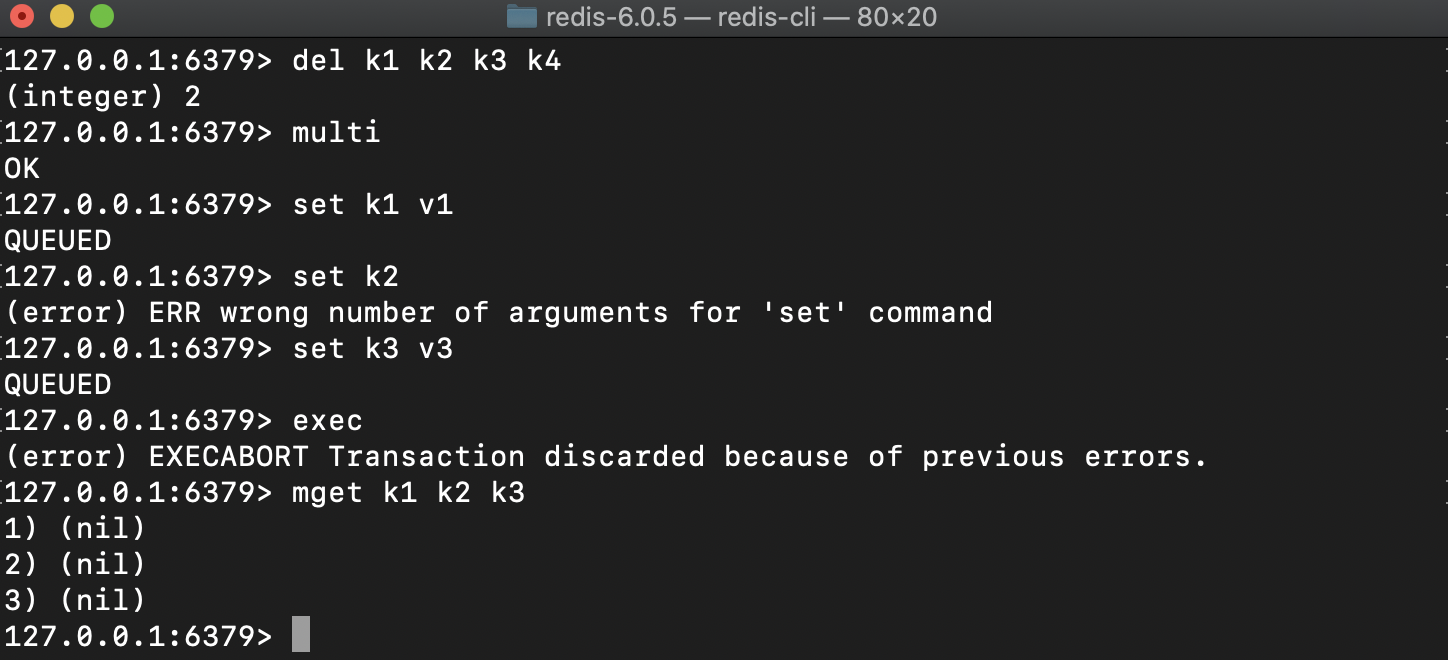 redis-6.0.5 — redis-cli — 80×20
127.0.0.1:6379> del k1 k2 k3 k4
(integer) 2
127.0.0.1:6379> multi
OK
127.0.0.1:6379> set k1 v1
QUEUED
127.0.0.1:6379> set k2
(error) ERR wrong number of arguments for 'set' command
127.0.0.1:6379> set k3 v3
QUEUED
127.0.0.1:6379> exec
(error) EXECABORT Transaction discarded because of previous errors.
127.0.0.1:6379> mget k1 k2 k3
1) (nil)
2) (nil)
3) (nil)
127.0.0.1:6379>